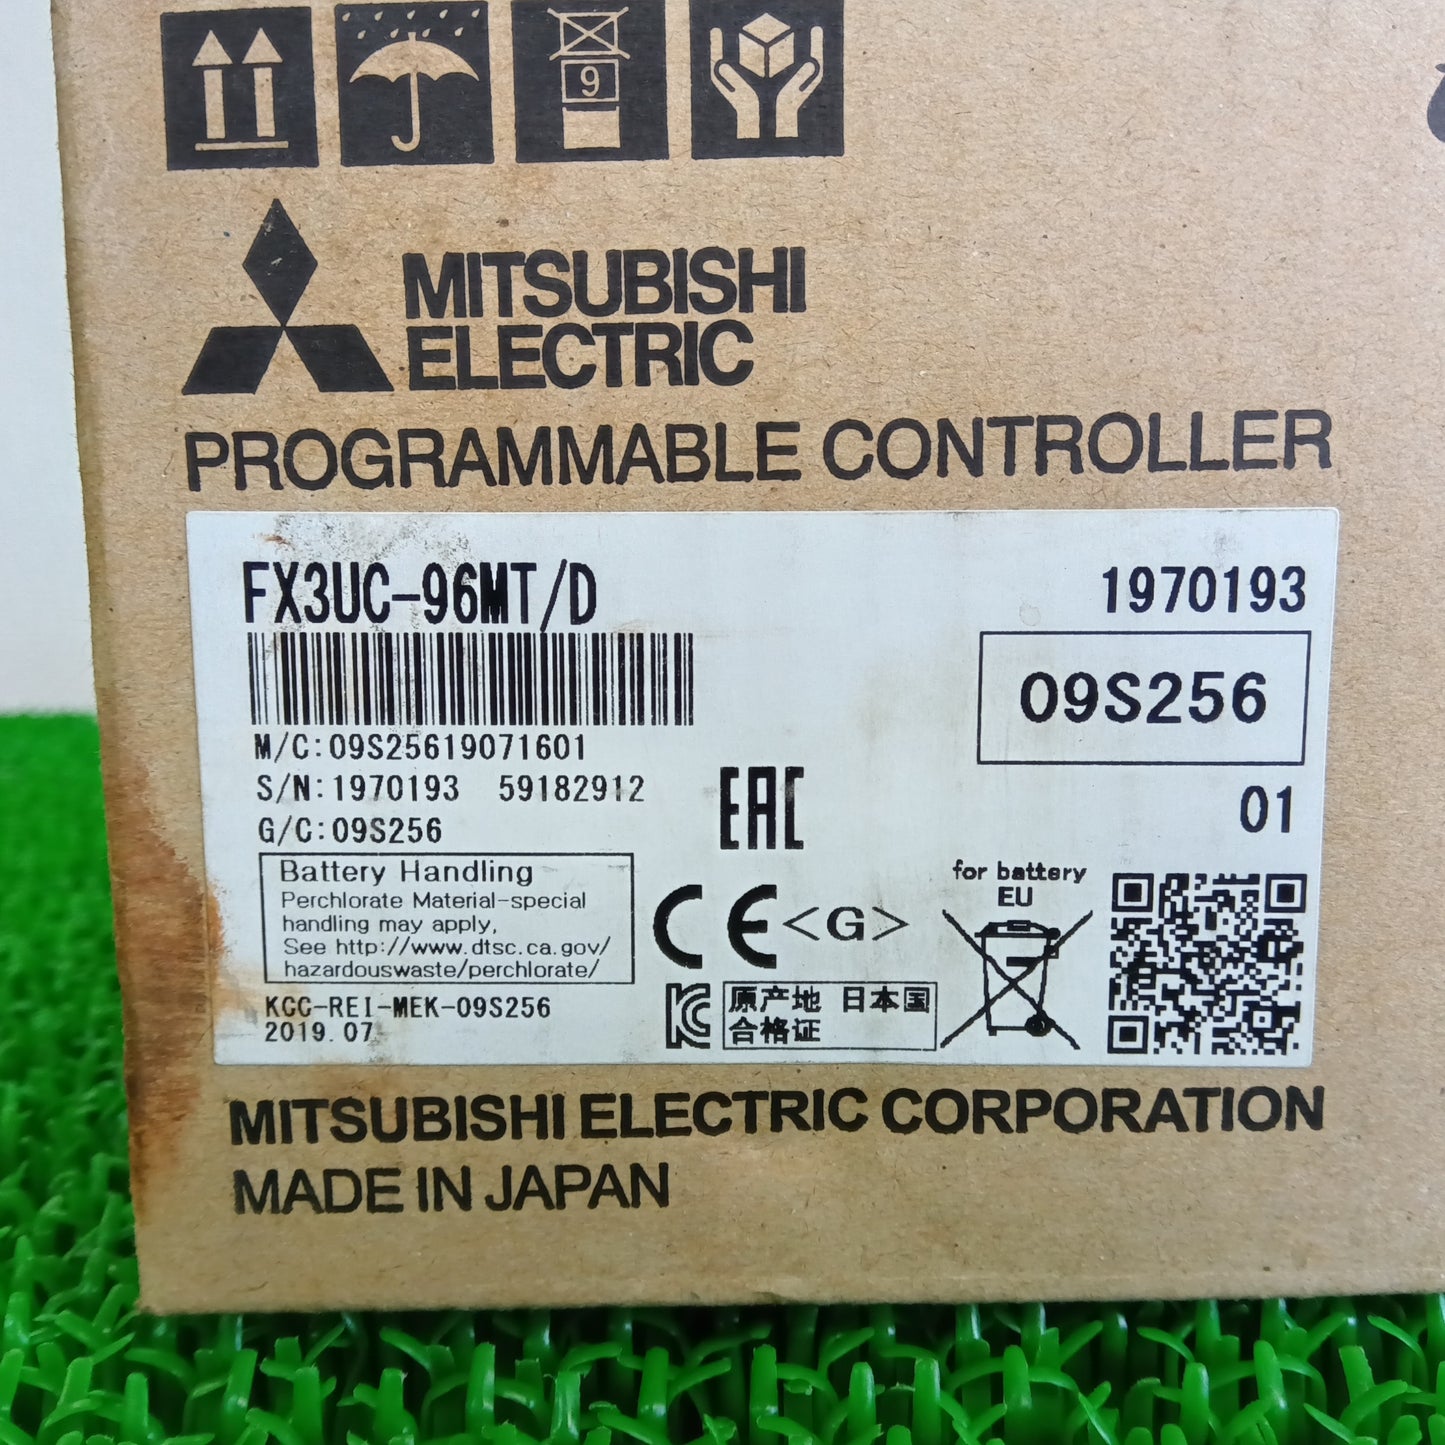 9
MITSUBISHI
ELECTRIC
PROGRAMMABLE CONTROLLER
FX3UC-96MT/D
1970193
09S256
M/C:09S25619071601
S/N:1970193 59182912
G/C:09S256
EAC
01
Battery Handling
Perchlorate Material-special
handling may apply,
See http://www.dtsc.ca.gov/
hazardouswaste/perchlorate/
CE <G>
for battery
EU
KCC-REI-MEK-09S256
2019.07
KC
原产地 日本国
合格证
MITSUBISHI ELECTRIC CORPORATION
MADE IN JAPAN